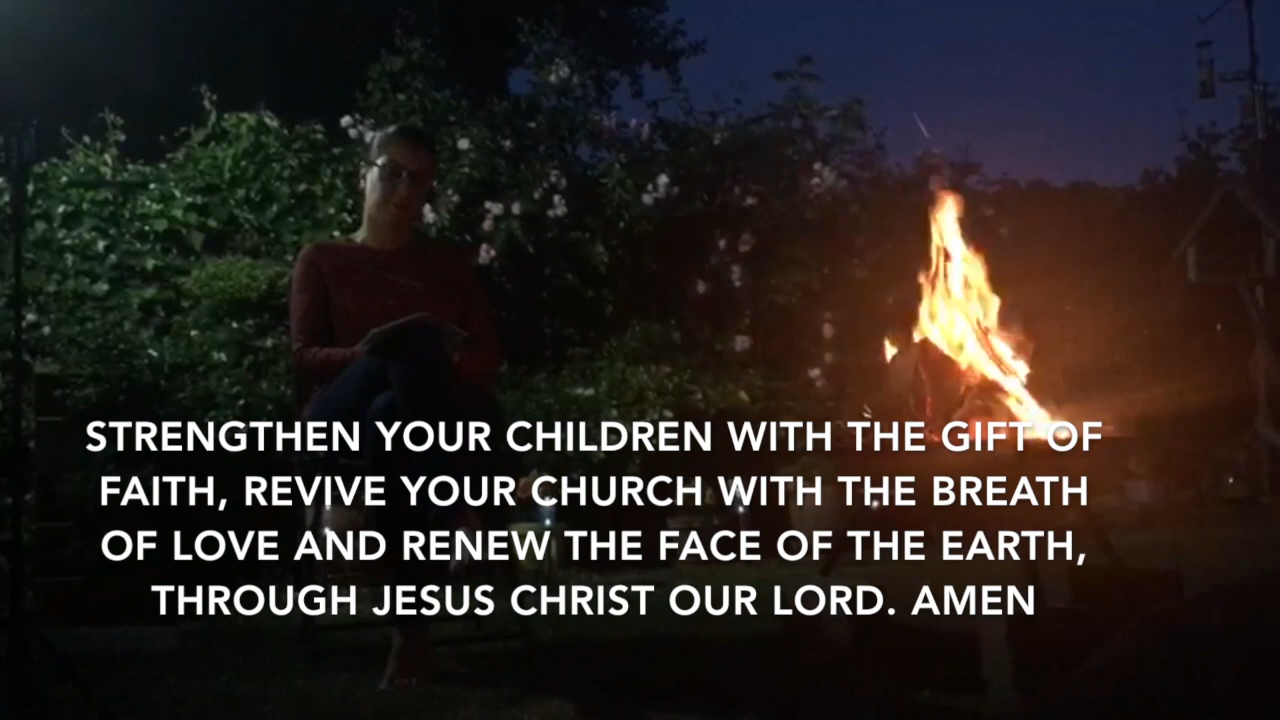 STRENGTHEN YOUR CHILDREN WITH THE GIFT OF
FAITH, REVIVE YOUR CHURCH WITH THE BREATH
OF LOVE AND RENEW THE FACE OF THE EARTH,
THROUGH JESUS CHRIST OUR LORD. AMEN